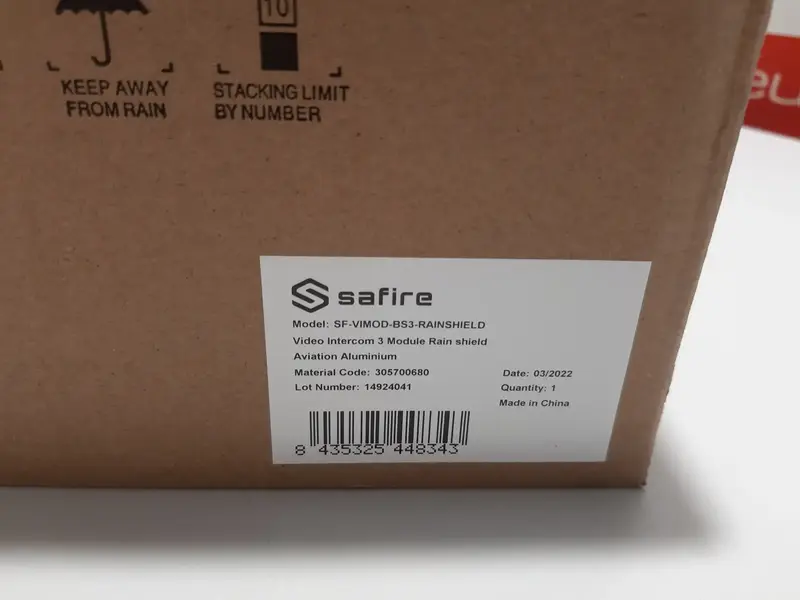 10
KEEP AWAY
FROM RAIN
STACKING LIMIT
BY NUMBER
eu
safire
Model: SF-VIMOD-BS3-RAINSHIELD
Video Intercom 3 Module Rain shield
Aviation Aluminium
Material Code: 305700680
Lot Number: 14924041
Date: 03/2022
Quantity: 1
Made in China
8 435325 448343